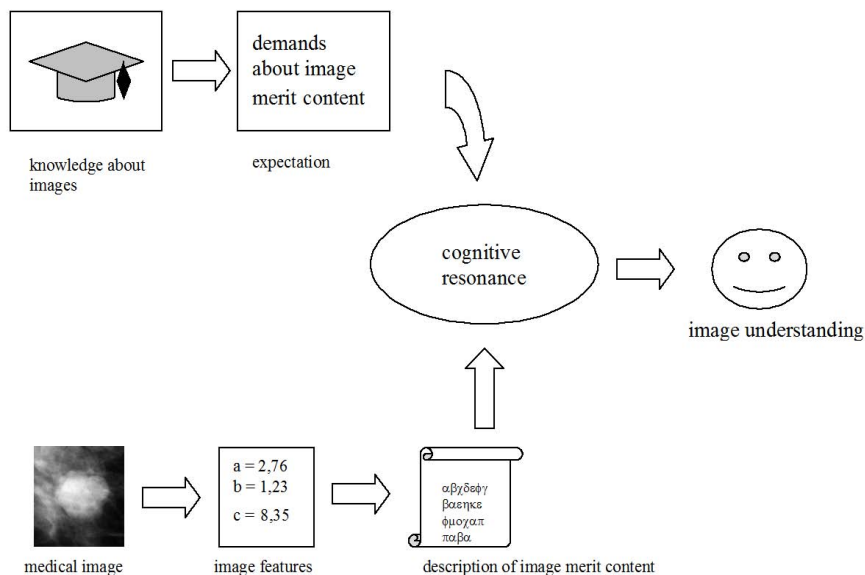 demands
about image
merit content
knowledge about
images
expectation
cognitive
resonance
image understanding
a = 2,76
b = 1,23
c = 8,35
αβχδεφγ
βαεηκε
φμοχαπ
παβα
medical image
image features
description of image merit content